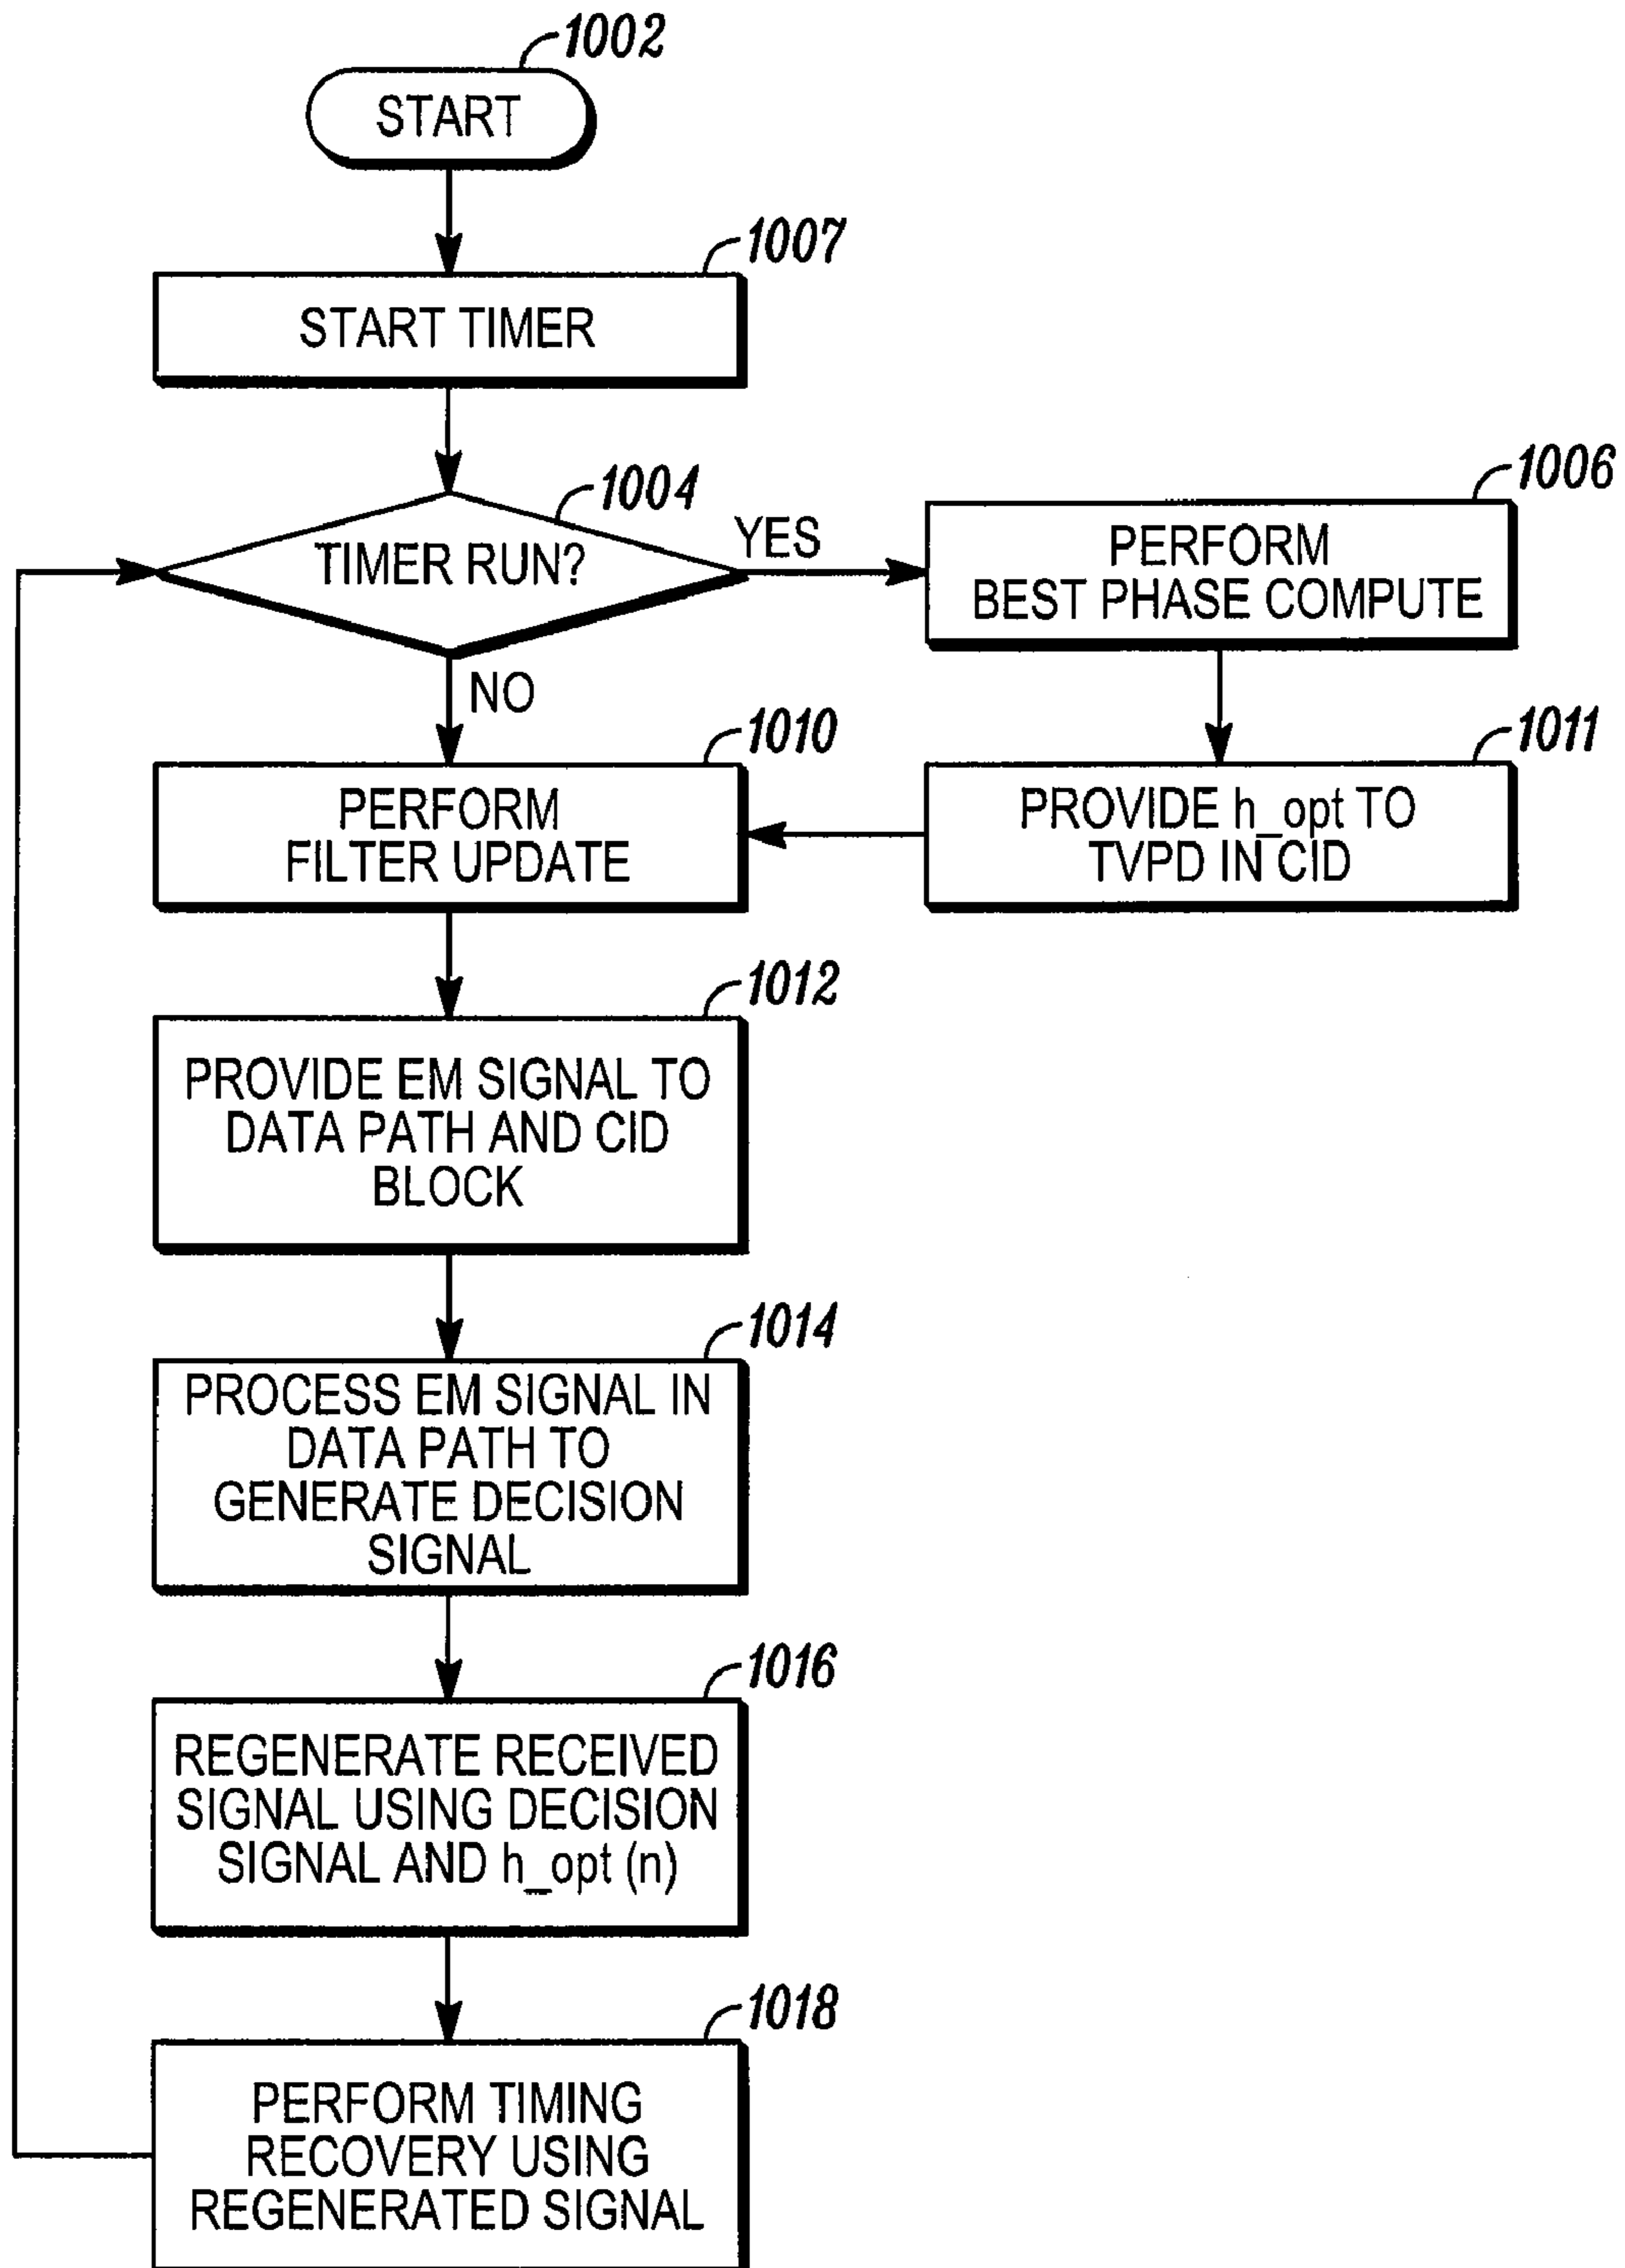 1002
START
1007
START TIMER
1004
TIMER RUN?
YES
NO
1006
PERFORM
BEST PHASE COMPUTE
1011
PROVIDE h_opt TO
TVPD IN CID
1010
PERFORM
FILTER UPDATE
1012
PROVIDE EM SIGNAL TO
DATA PATH AND CID
BLOCK
1014
PROCESS EM SIGNAL IN
DATA PATH TO
GENERATE DECISION
SIGNAL
1016
REGENERATE RECEIVED
SIGNAL USING DECISION
SIGNAL AND h_opt (n)
1018
PERFORM TIMING
RECOVERY USING
REGENERATED SIGNAL